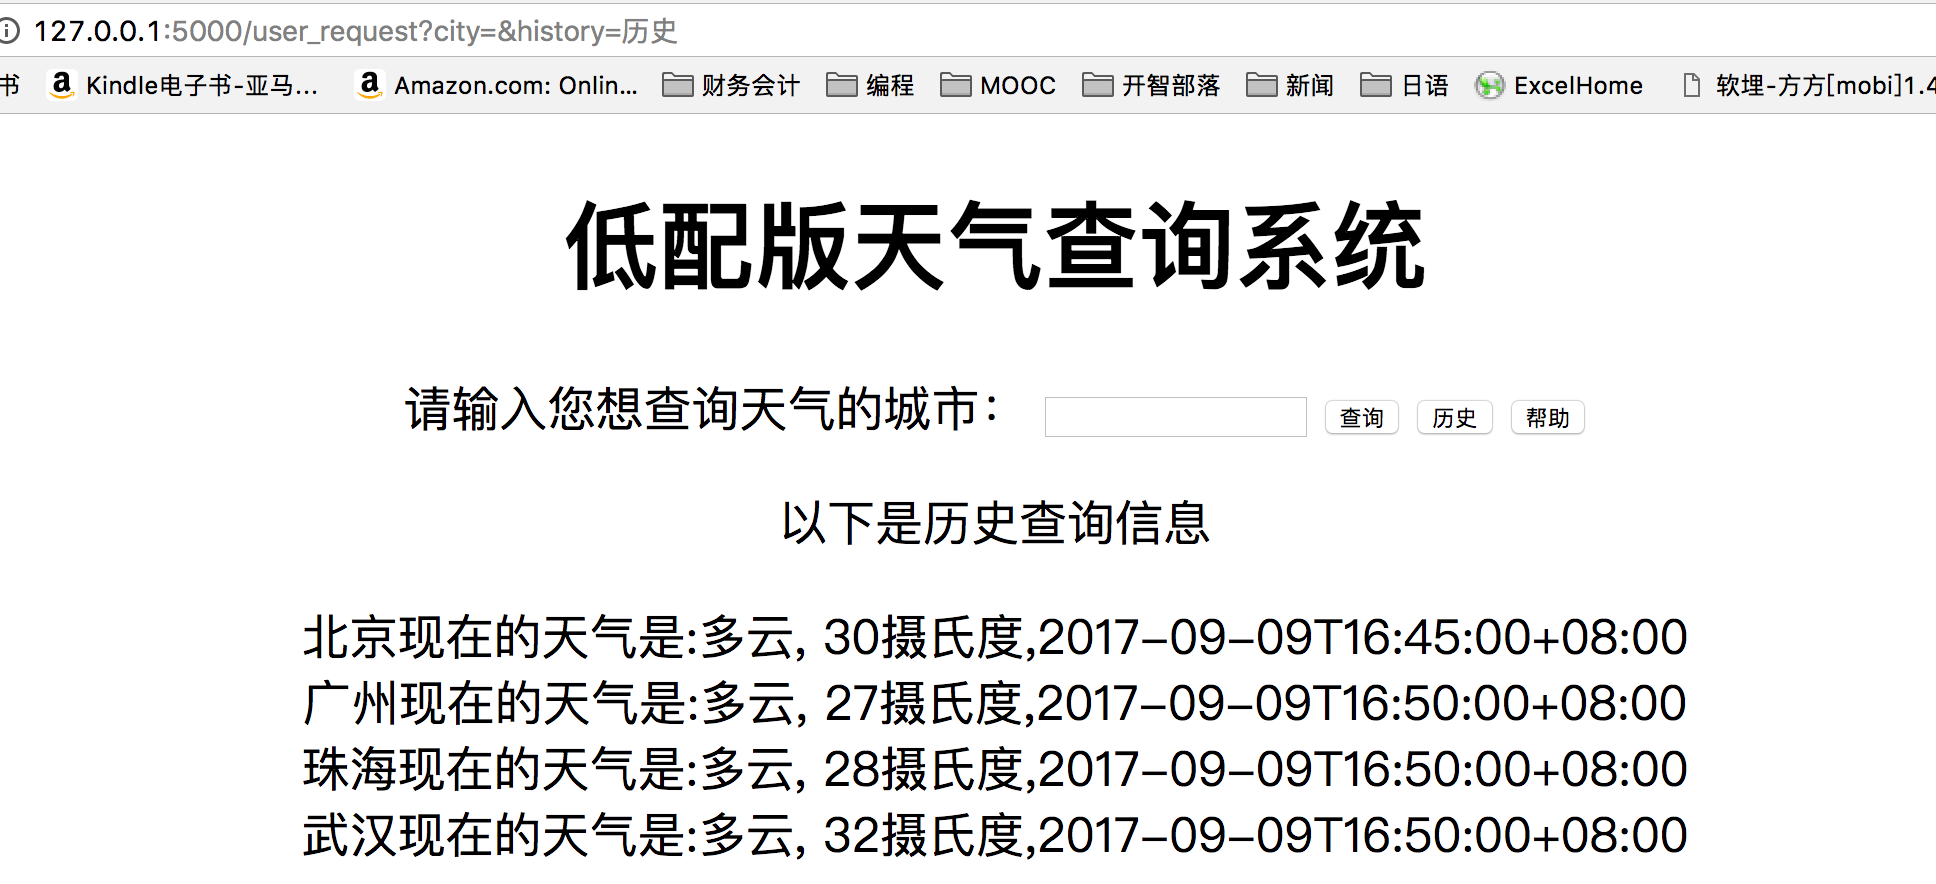 127.0.0.1:5000/user_request?city=&history=历史
书 Kindle电子书-亚马... Amazon.com: Onlin... 财务会计 编程 MOOC 开智部落 新闻 日语 ExcelHome 软埋-方方[mobi]1.4
低配版天气查询系统
请输入您想查询天气的城市： 查询 历史 帮助
以下是历史查询信息
北京现在的天气是:多云, 30摄氏度,2017-09-09T16:45:00+08:00
广州现在的天气是:多云, 27摄氏度,2017-09-09T16:50:00+08:00
珠海现在的天气是:多云, 28摄氏度,2017-09-09T16:50:00+08:00
武汉现在的天气是:多云, 32摄氏度,2017-09-09T16:50:00+08:00